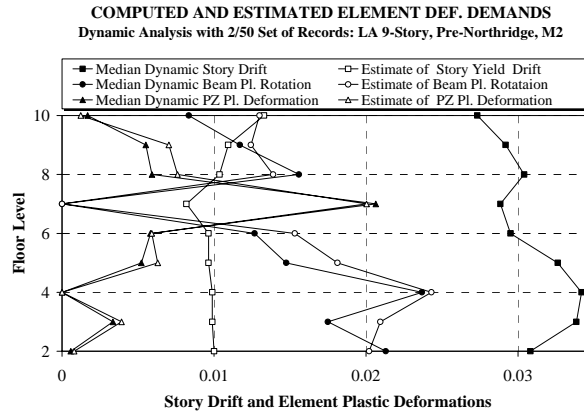 COMPUTED AND ESTIMATED ELEMENT DEF. DEMANDS
Dynamic Analysis with 2/50 Set of Records: LA 9-Story, Pre-Northridge, M2
Median Dynamic Story Drift
Estimate of Story Yield Drift
Median Dynamic Beam Pl. Rotation
Estimate of Beam Pl. Rotataion
Median Dynamic PZ Pl. Deformation
Estimate of PZ Pl. Deformation
10
8
6
4
2
Floor Level
0
0.01
0.02
0.03
Story Drift and Element Plastic Deformations